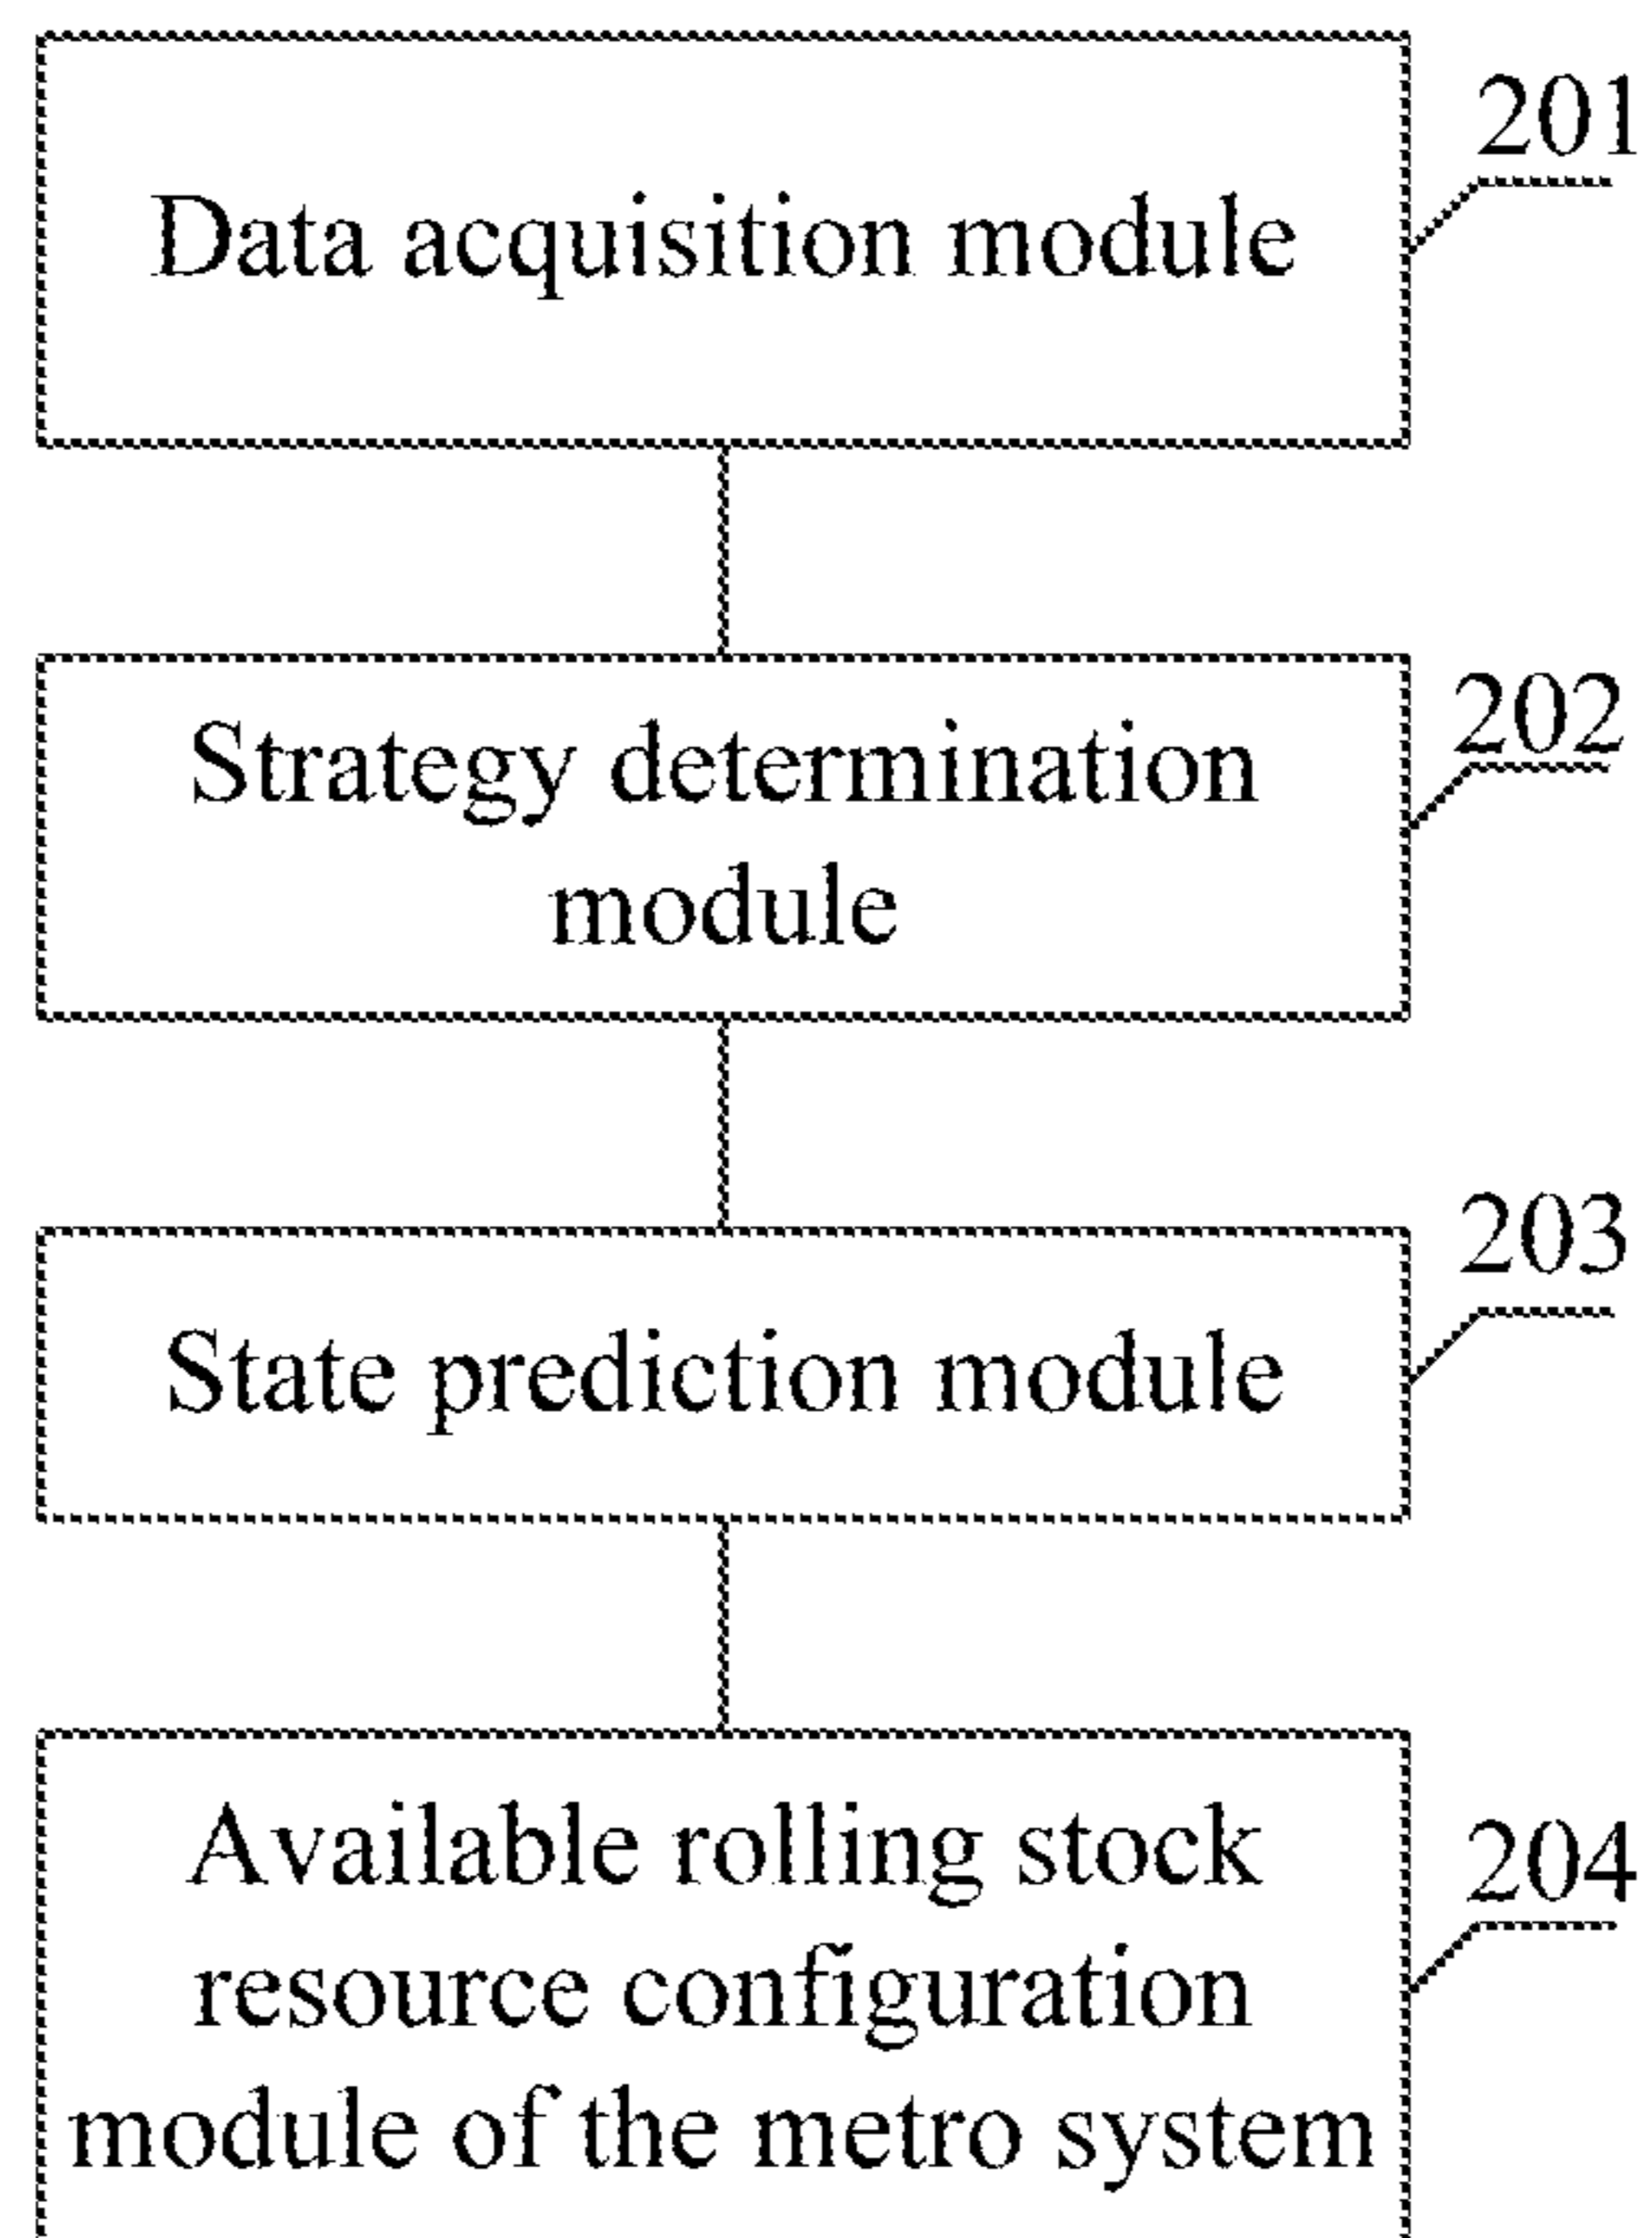 201
Data acquisition module
202
Strategy determination
module
203
State prediction module
204
Available rolling stock
resource configuration
module of the metro system